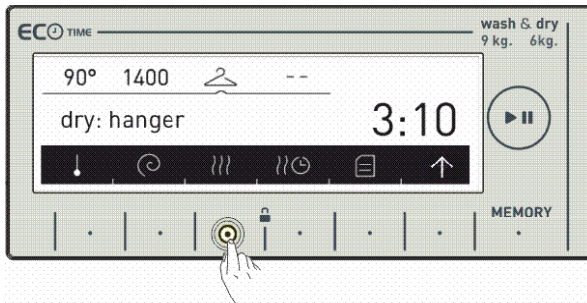 ECO TIME
wash & dry
9 kg. 6kg.
90° 1400 --
dry: hanger
3:10
MEMORY